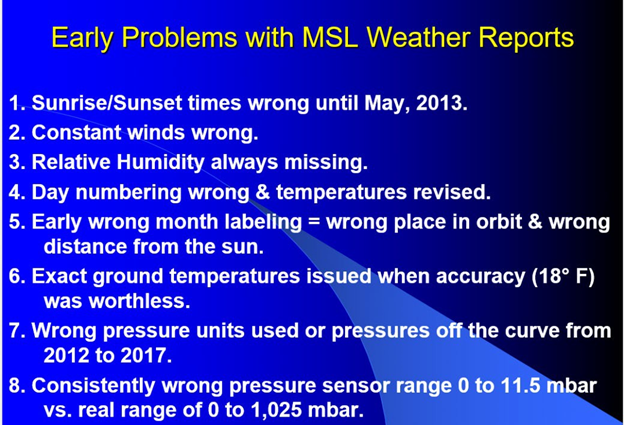 Early Problems with MSL Weather Reports
1. Sunrise/Sunset times wrong until May, 2013.
2. Constant winds wrong.
3. Relative Humidity always missing.
4. Day numbering wrong & temperatures revised.
5. Early wrong month labeling = wrong place in orbit & wrong
distance from the sun.
6. Exact ground temperatures issued when accuracy (18° F)
was worthless.
7. Wrong pressure units used or pressures off the curve from
2012 to 2017.
8. Consistently wrong pressure sensor range 0 to 11.5 mbar
vs. real range of 0 to 1,025 mbar.